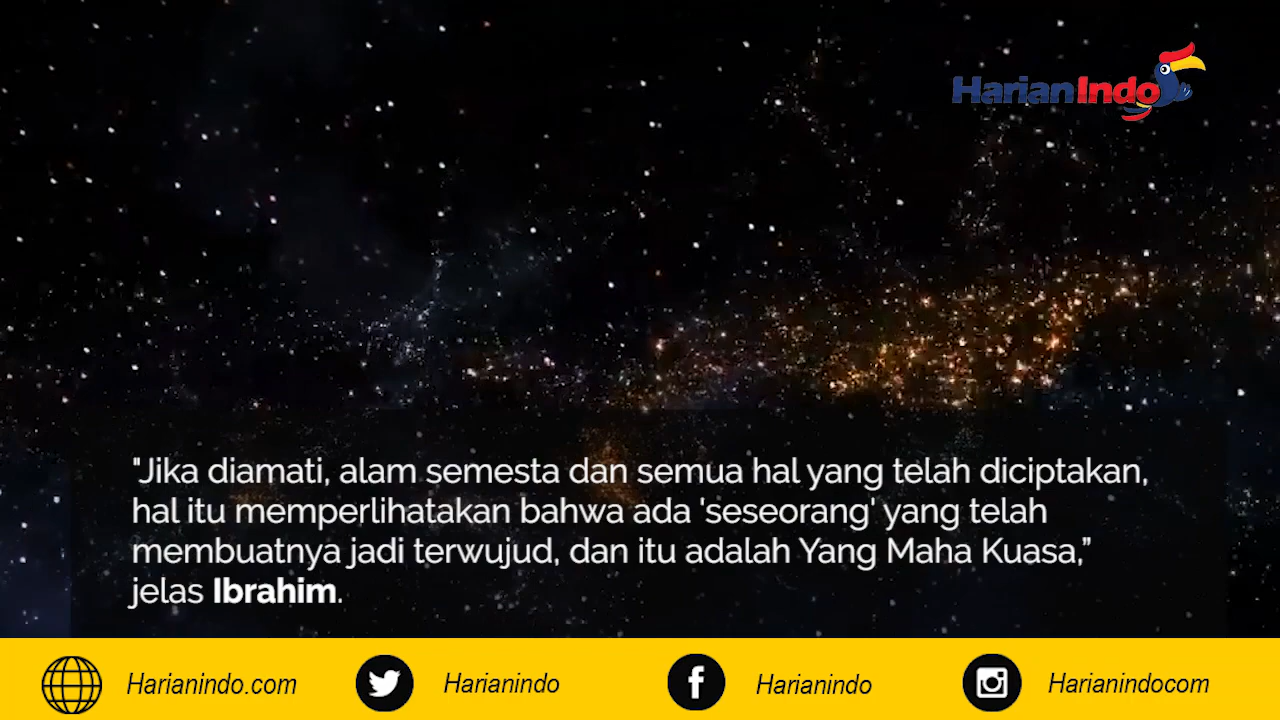 HarianIndo
"Jika diamati, alam semesta dan semua hal yang telah diciptakan,
hal itu memperlihatakan bahwa ada 'seseorang' yang telah
membuatnya jadi terwujud, dan itu adalah Yang Maha Kuasa,”
jelas Ibrahim.
Harianindo.com
Harianindo
Harianindo
Harianindocom